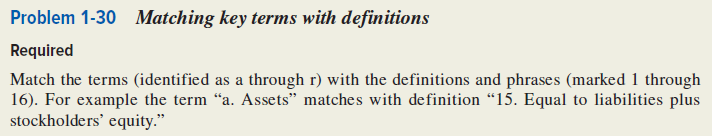 Problem 1-30 Matching key terms with definitions
Required
Match the terms (identified as a through r) with the definitions and phrases (marked 1 through
16). For example the term “a. Assets” matches with definition “15. Equal to liabilities plus
stockholders’ equity.”